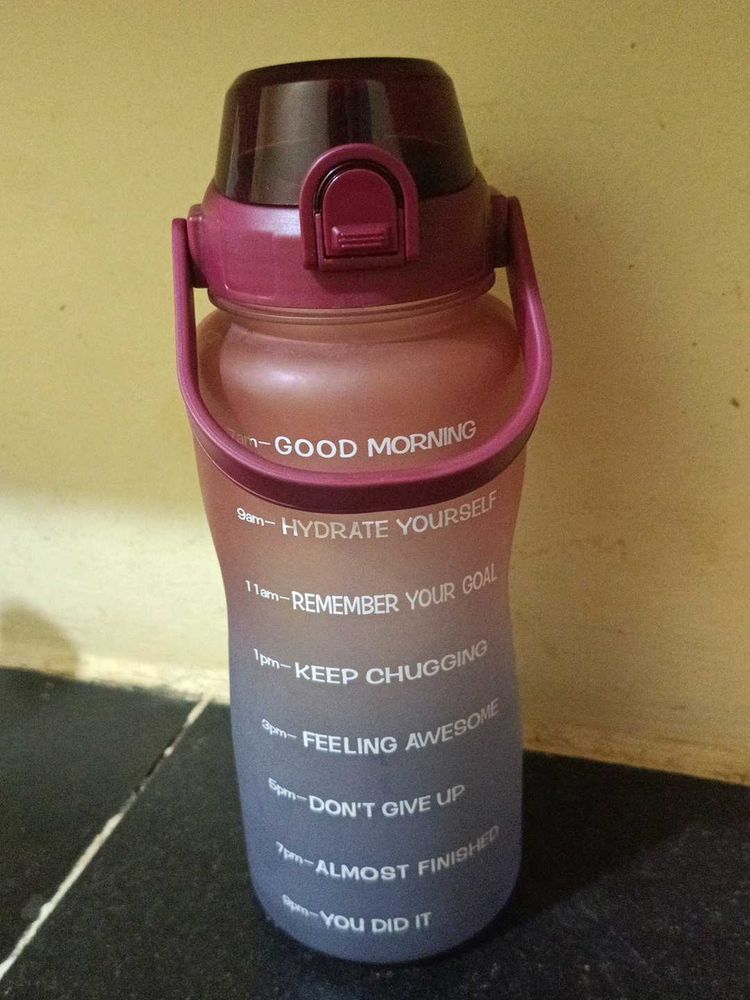 7am- GOOD MORNING
9am- HYDRATE YOURSELF
11am- REMEMBER YOUR GOAL
1pm- KEEP CHUGGING
3pm- FEELING AWESOME
5pm- DON'T GIVE UP
7pm- ALMOST FINISHED
9pm- YOU DID IT